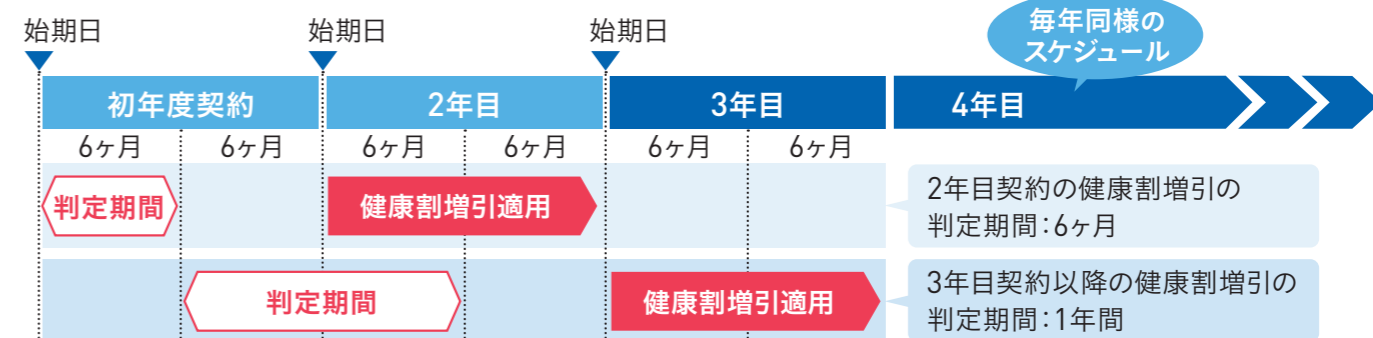 始期日
始期日
始期日
毎年同様の
スケジュール
初年度契約
2年目
3年目
4年目
6ヶ月
6ヶ月
6ヶ月
6ヶ月
6ヶ月
6ヶ月
判定期間
健康割増引適用
2年目契約の健康割増引の
判定期間：6ヶ月
判定期間
健康割増引適用
3年目契約以降の健康割増引の
判定期間：1年間